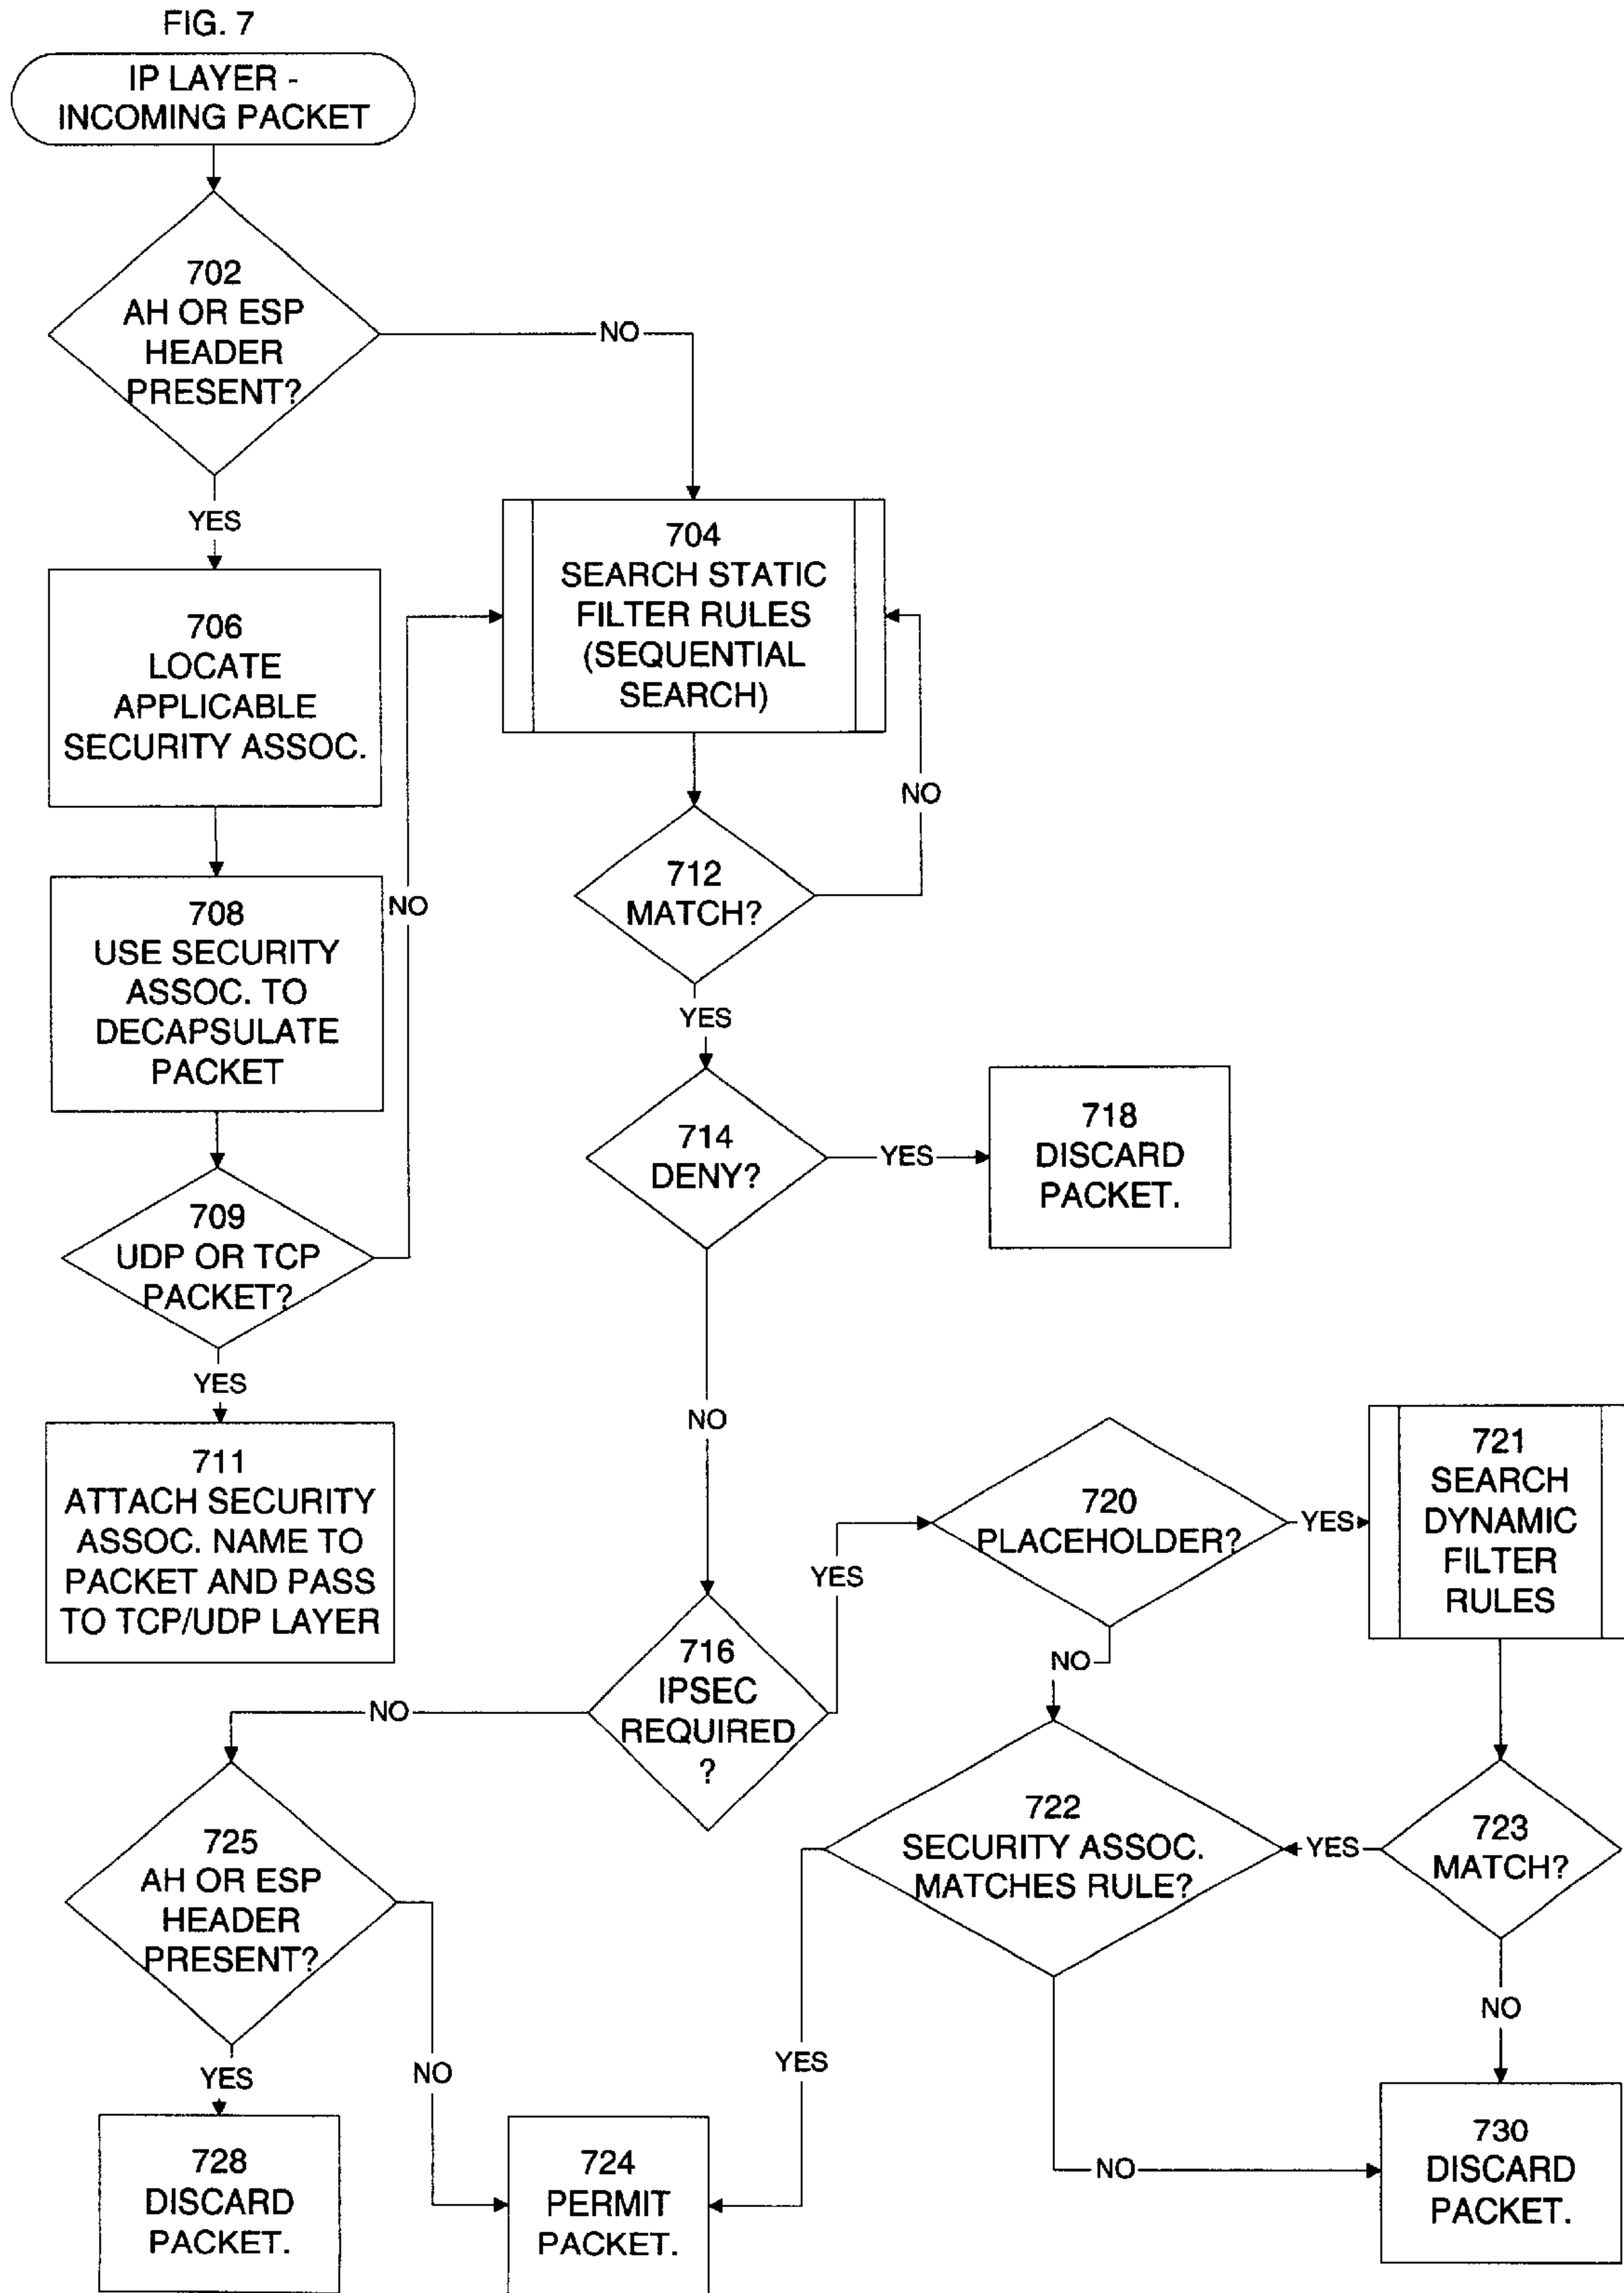 FIG. 7
IP LAYER -
INCOMING PACKET
702
AH OR ESP
HEADER
PRESENT?
NO
YES
704
SEARCH STATIC
FILTER RULES
(SEQUENTIAL
SEARCH)
706
LOCATE
APPLICABLE
SECURITY ASSOC.
NO
712
MATCH?
708
USE SECURITY
ASSOC. TO
DECAPSULATE
PACKET
NO
YES
714
DENY?
YES
718
DISCARD
PACKET.
709
UDP OR TCP
PACKET?
YES
NO
711
ATTACH SECURITY
ASSOC. NAME TO
PACKET AND PASS
TO TCP/UDP LAYER
720
PLACEHOLDER?
YES
721
SEARCH
DYNAMIC
FILTER
RULES
YES
716
IPSEC
REQUIRED
?
NO
NO
722
SECURITY ASSOC.
MATCHES RULE?
YES
723
MATCH?
725
AH OR ESP
HEADER
PRESENT?
NO
YES
NO
YES
728
DISCARD
PACKET.
724
PERMIT
PACKET.
NO
730
DISCARD
PACKET.